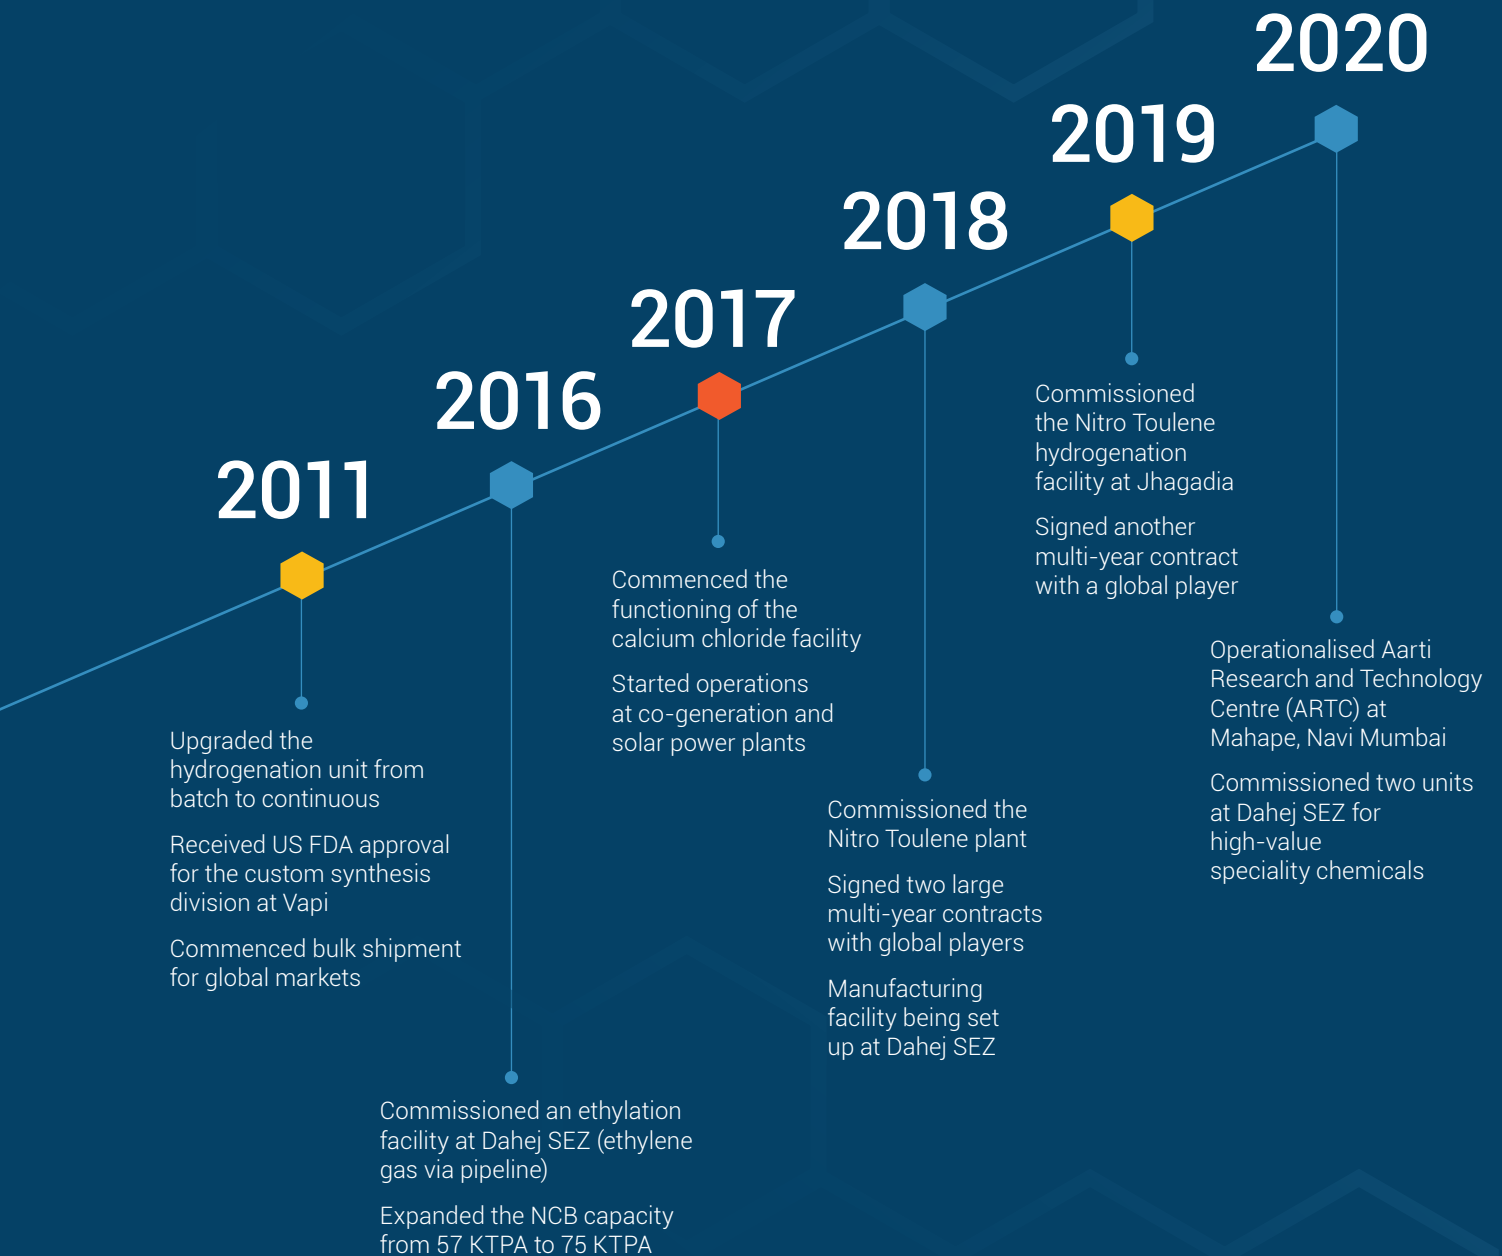 2011
Upgraded the
hydrogenation unit from
batch to continuous
Received US FDA approval
for the custom synthesis
division at Vapi
Commenced bulk shipment
for global markets
2016
Commissioned an ethylation
facility at Dahej SEZ (ethylene
gas via pipeline)
Expanded the NCB capacity
from 57 KTPA to 75 KTPA
2017
Commenced the
functioning of the
calcium chloride facility
Started operations
at co-generation and
solar power plants
2018
Commissioned the
Nitro Toulene plant
Signed two large
multi-year contracts
with global players
Manufacturing
facility being set
up at Dahej SEZ
2019
Commissioned
the Nitro Toulene
hydrogenation
facility at Jhagadia
Signed another
multi-year contract
with a global player
2020
Operationalised Aarti
Research and Technology
Centre (ARTC) at
Mahape, Navi Mumbai
Commissioned two units
at Dahej SEZ for
high-value
speciality chemicals